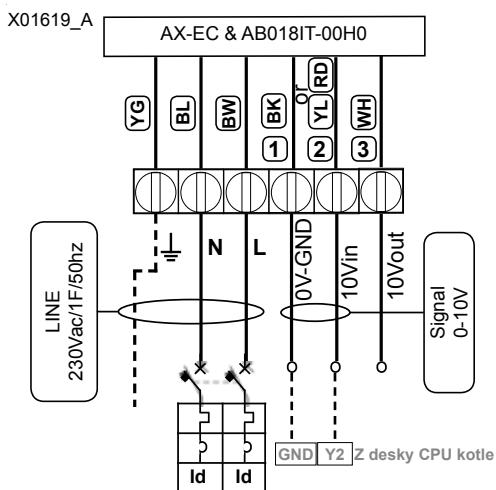 X01619_A
AX-EC & AB018IT-00H0
YG
BL
BW
BK
or
RD
YL
WH
1
2
3
N
L
0V-GND
10Vin
10Vout
LINE
230Vac/1F/50hz
Signal
0-10V
Id
Id
GND
Y2
Z desky CPU kotle